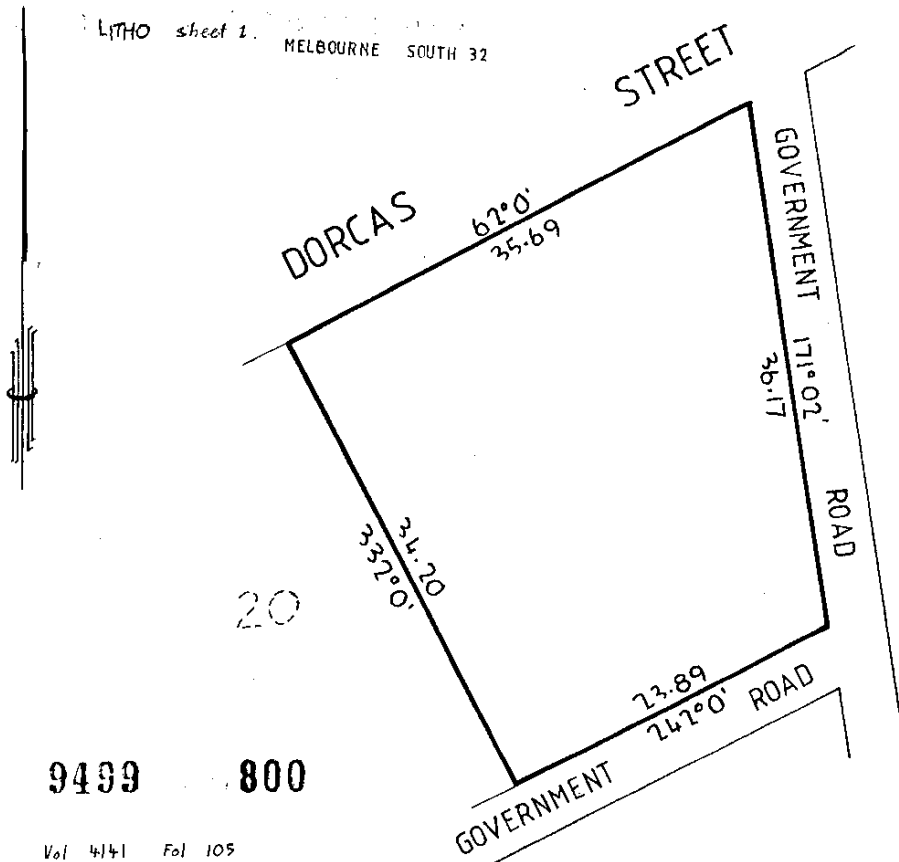 LITHO sheet 1.
MELBOURNE SOUTH 32
DORCAS STREET
62°0'
35.69
GOVERNMENT ROAD
171°02'
36.17
34.20
332°0'
20
23.89
242°0'
GOVERNMENT ROAD
9499 800
Vol 4141 Fol 105